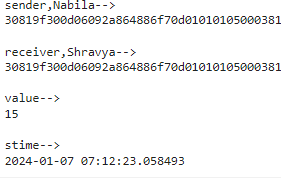 sender,Nabila-->
30819f300d06092a864886f70d01010105000381
receiver,Shravya-->
30819f300d06092a864886f70d01010105000381
value-->
15
stime-->
2024-01-07 07:12:23.058493